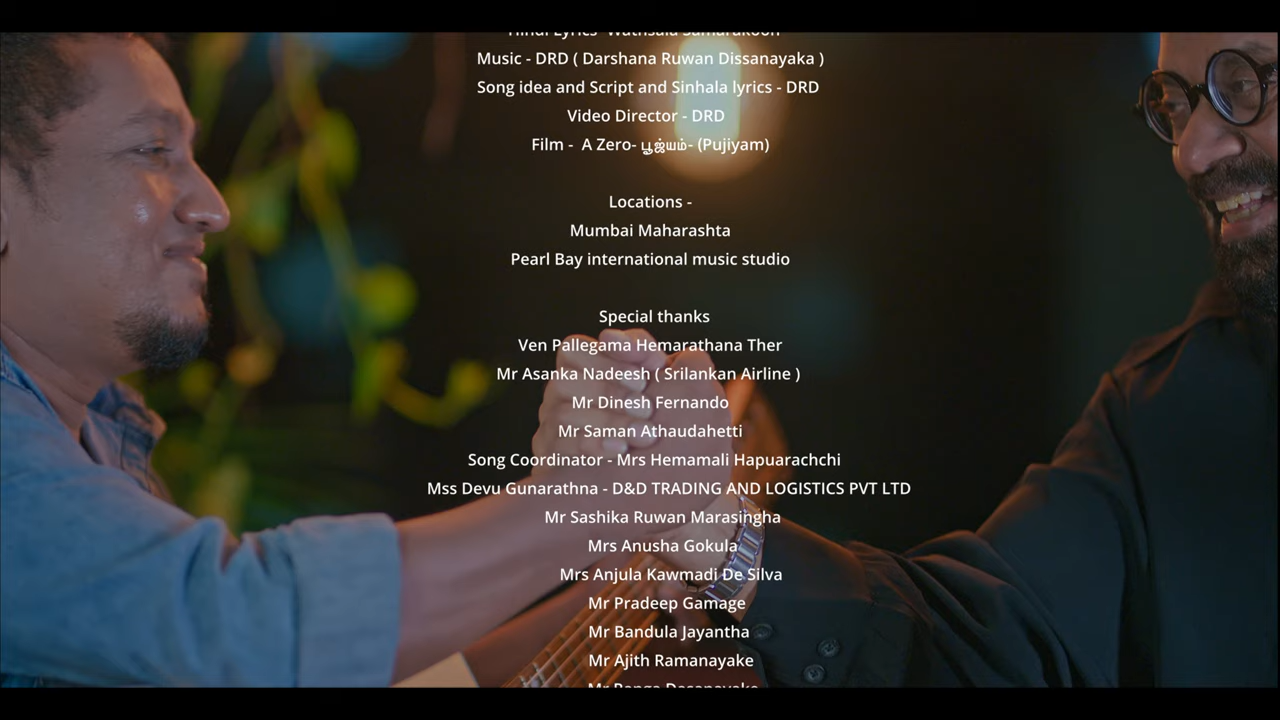 Hindi Lyrics- Wathsala Samarakoon
Music - DRD ( Darshana Ruwan Dissanayaka )
Song idea and Script and Sinhala lyrics - DRD
Video Director - DRD
Film -  A Zero- பூஜ்யம்- (Pujiyam)
Locations -
Mumbai Maharashta
Pearl Bay international music studio
Special thanks
Ven Pallegama Hemarathana Ther
Mr Asanka Nadeesh ( Srilankan Airline )
Mr Dinesh Fernando
Mr Saman Athaudahetti
Song Coordinator - Mrs Hemamali Hapuarachchi
Mss Devu Gunarathna - D&D TRADING AND LOGISTICS PVT LTD
Mr Sashika Ruwan Marasingha
Mrs Anusha Gokula
Mrs Anjula Kawmadi De Silva
Mr Pradeep Gamage
Mr Bandula Jayantha
Mr Ajith Ramanayake